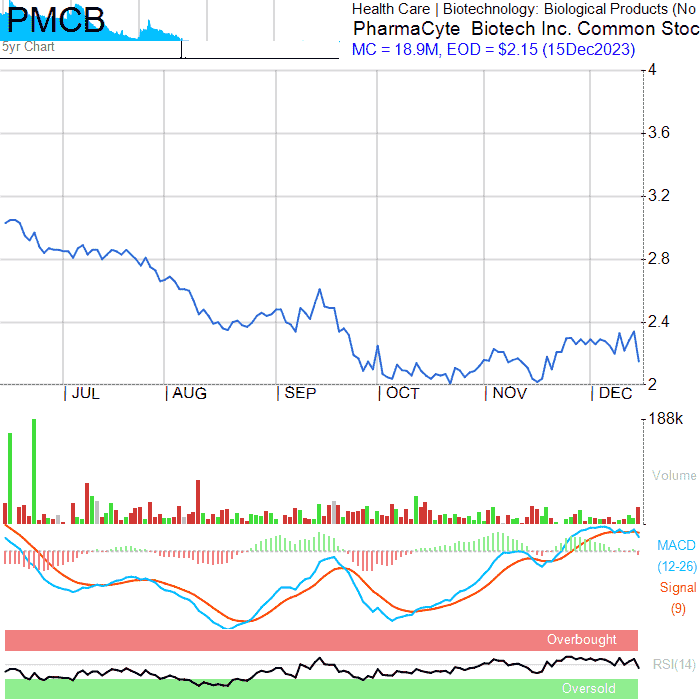 PMCB
5yr Chart
Health Care | Biotechnology: Biological Products (No
PharmaCyte Biotech Inc. Common Stoc
MC = 18.9M, EOD = $2.15 (15Dec2023)
4
3.6
3.2
2.8
2.4
2
| JUL | AUG | SEP | OCT | NOV | DEC
188k
Volume
MACD
(12-26)
Signal
(9)
Overbought
RSI(14)
Oversold